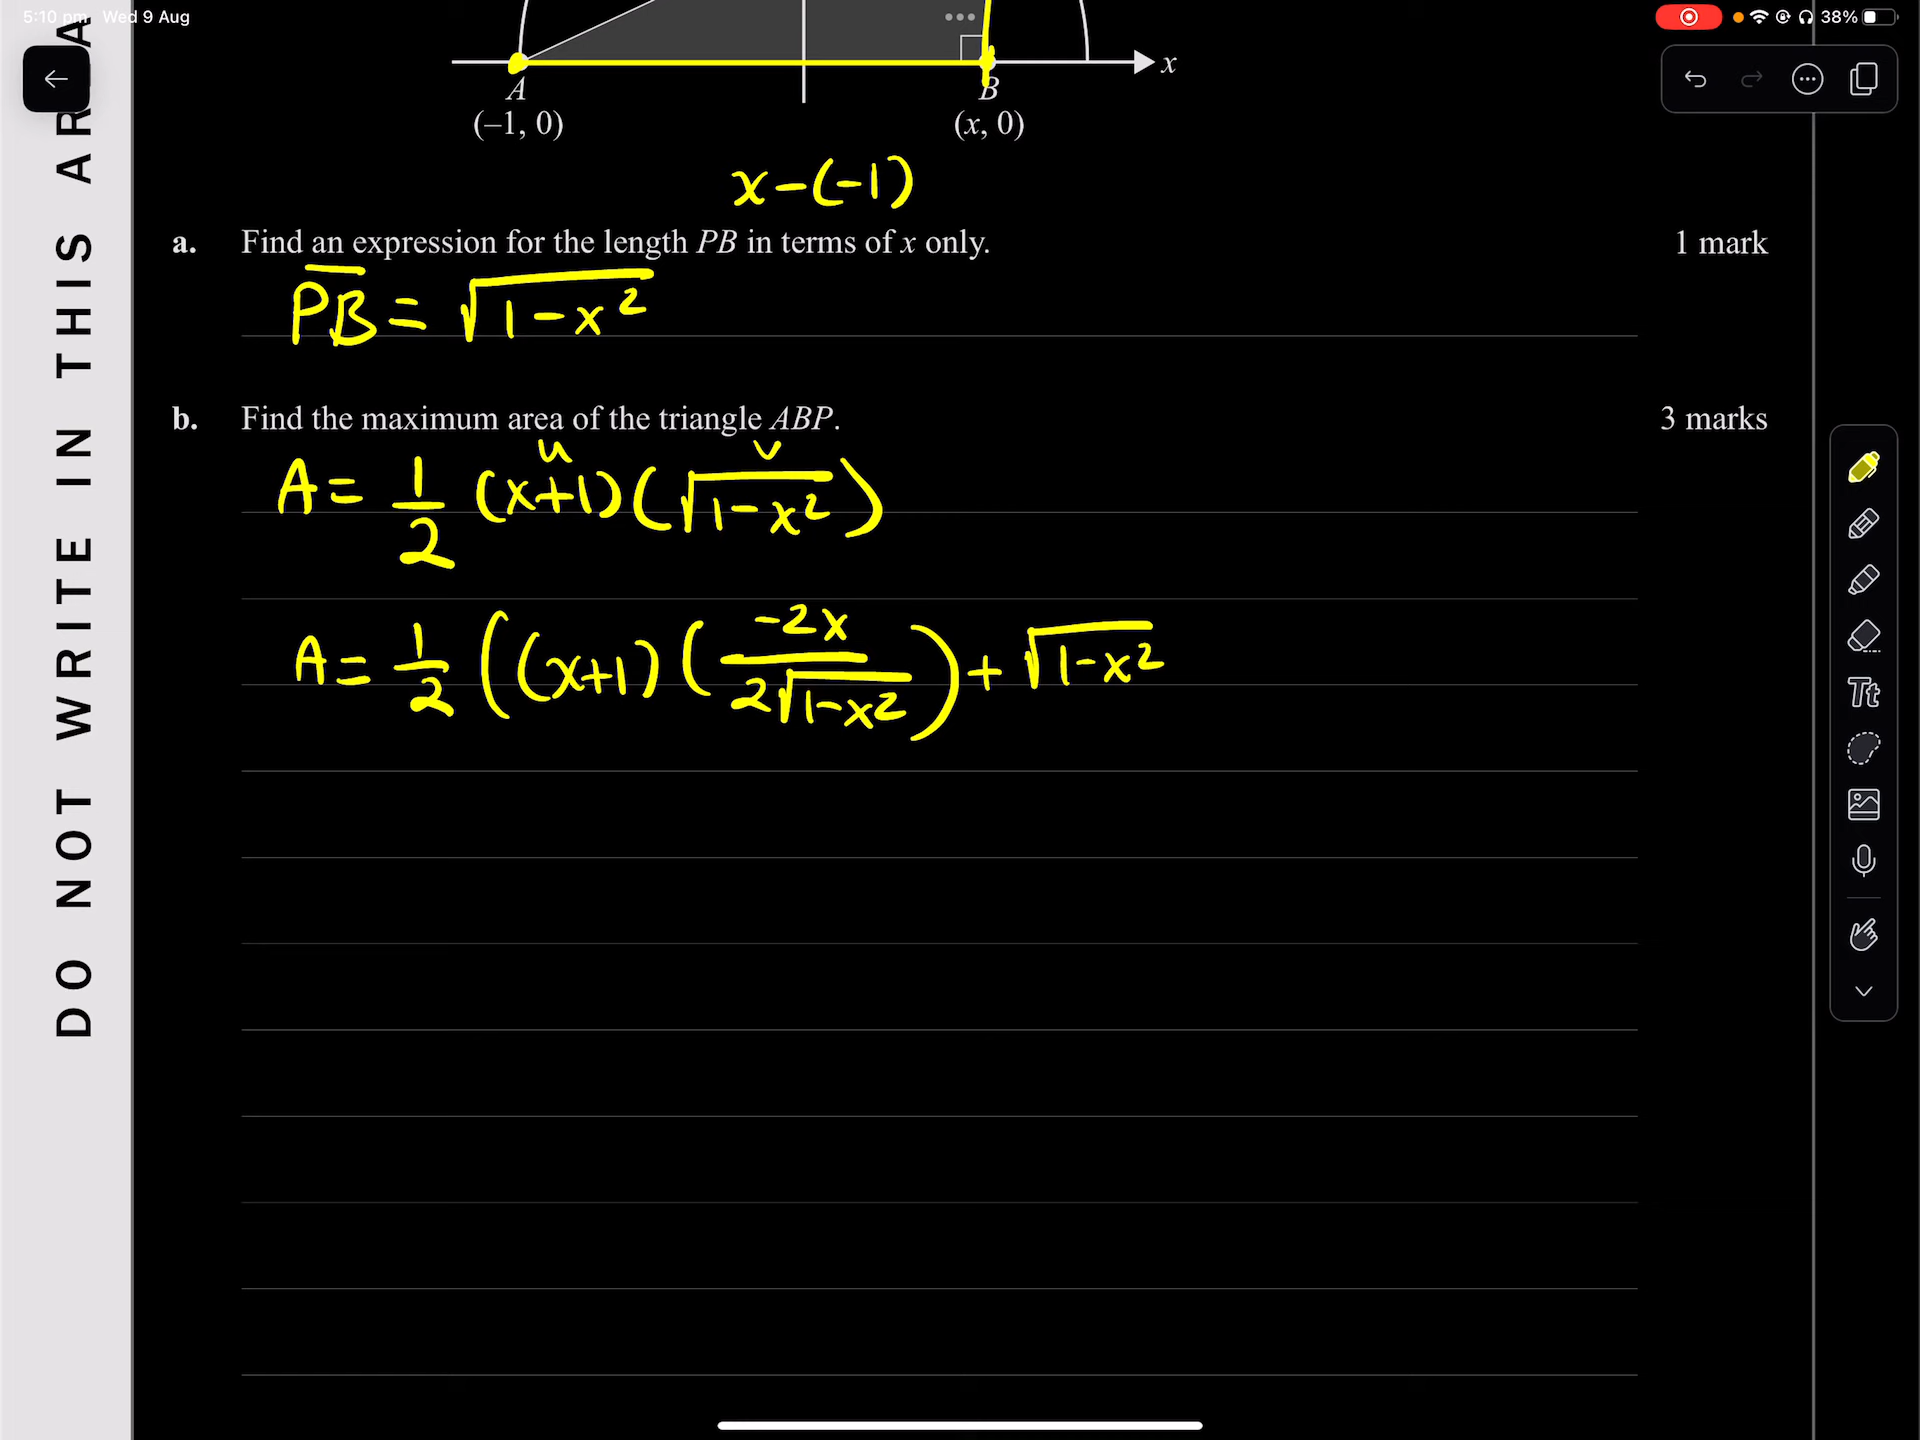 5:10 pm Wed 9 Aug
38%
DO NOT WRITE IN THIS AREA
x
A
B
(–1, 0)
(x, 0)
x-(-1)
a. Find an expression for the length PB in terms of x only. 1 mark
PB = √(1-x²)
b. Find the maximum area of the triangle ABP. 3 marks
u v
A = 1/2 (x+1)(√(1-x²))
A = 1/2 ((x+1)(-2x/2√(1-x²)) + √(1-x²)
Tt